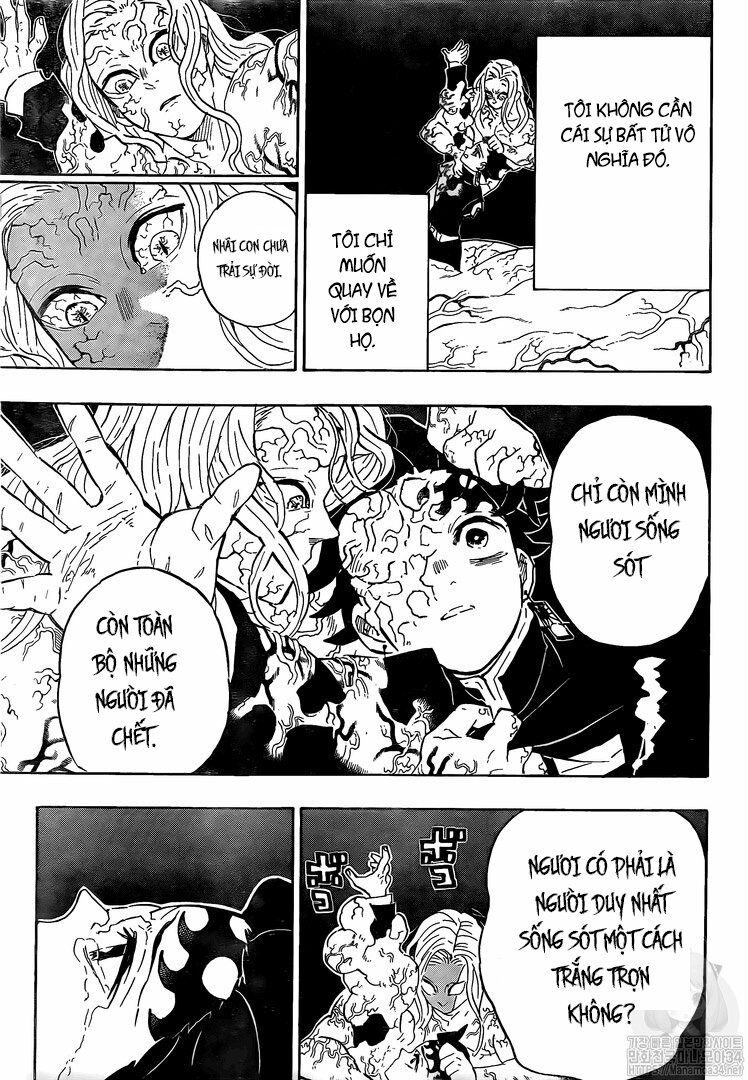 TÔI KHÔNG CẦN
CÁI SỰ BẤT TỬ VÔ
NGHĨA ĐÓ.
TÔI CHỈ
MUỐN
QUAY VỀ
VỚI BỌN
HỌ.
NHÃI CON CHƯA
TRẢI SỰ ĐỜI.
CHỈ CÒN MÌNH
NGƯƠI SỐNG
SÓT
CÒN TOÀN
BỘ NHỮNG
NGƯỜI ĐÃ
CHẾT.
NGƯƠI CÓ PHẢI LÀ
NGƯỜI DUY NHẤT
SỐNG SÓT MỘT CÁCH
TRẮNG TRỢN
KHÔNG?